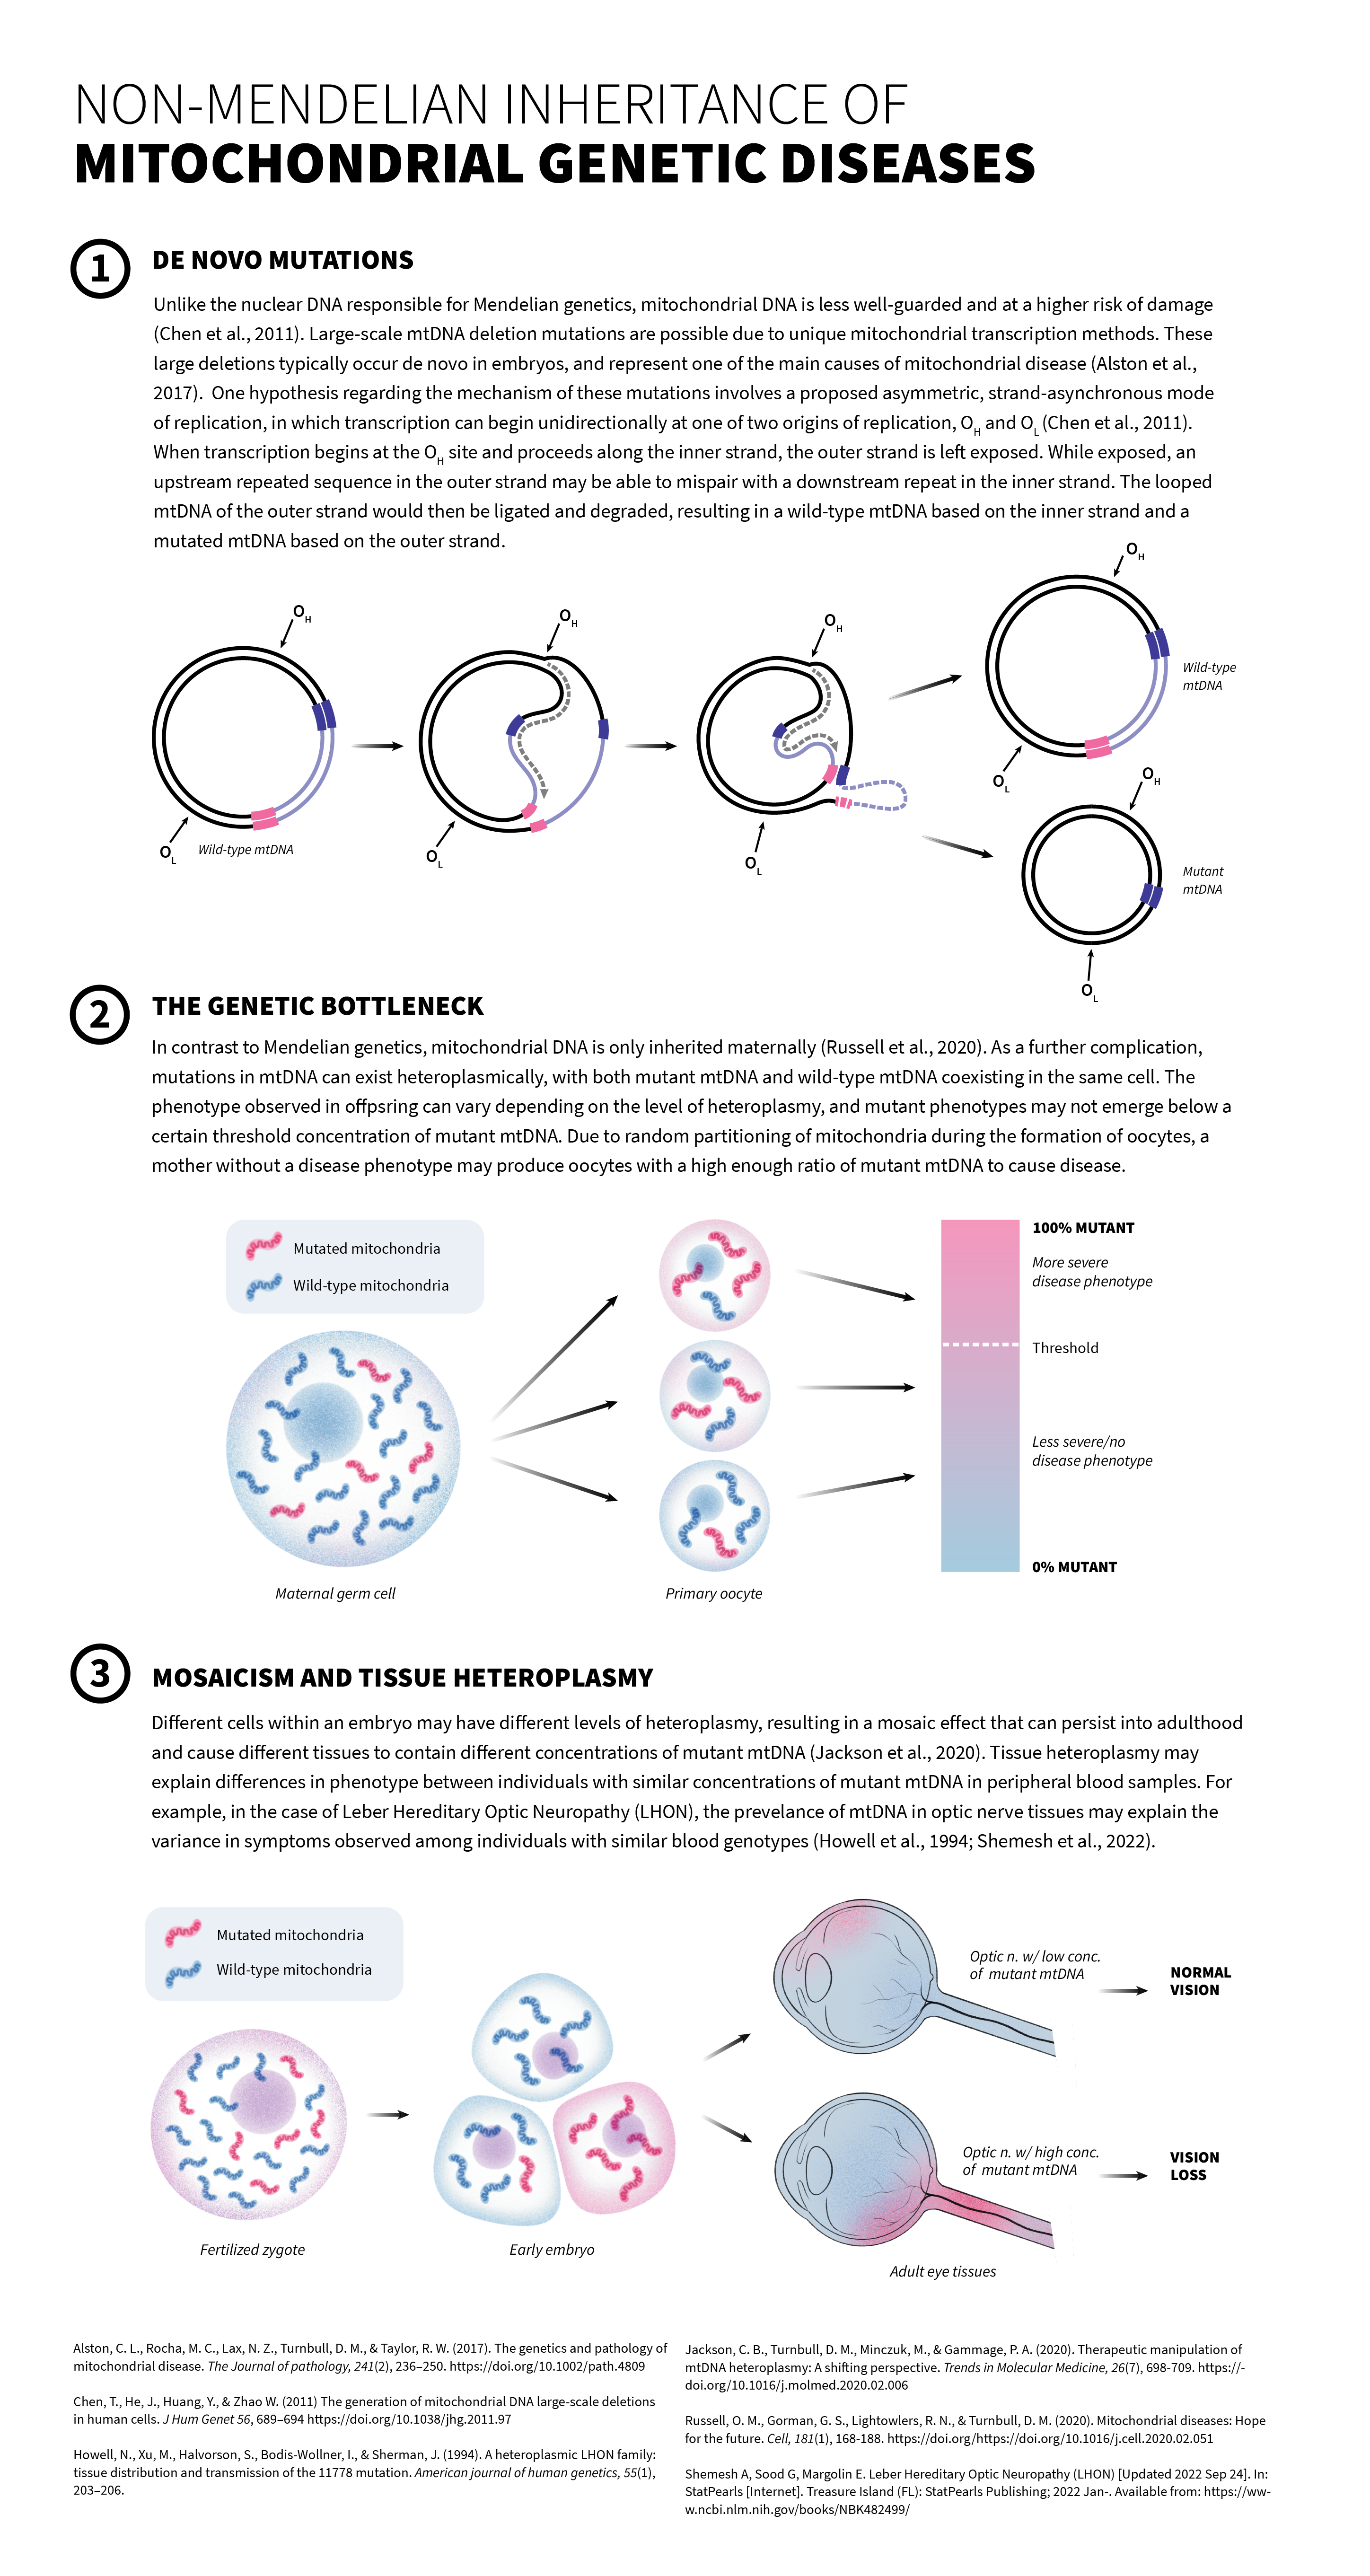 NON-MENDELIAN INHERITANCE OF
MITOCHONDRIAL GENETIC DISEASES
1
DE NOVO MUTATIONS
Unlike the nuclear DNA responsible for Mendelian genetics, mitochondrial DNA is less well-guarded and at a higher risk of damage
(Chen et al., 2011). Large-scale mtDNA deletion mutations are possible due to unique mitochondrial transcription methods. These
large deletions typically occur de novo in embryos, and represent one of the main causes of mitochondrial disease (Alston et al.,
2017).  One hypothesis regarding the mechanism of these mutations involves a proposed asymmetric, strand-asynchronous mode
of replication, in which transcription can begin unidirectionally at one of two origins of replication, OH and OL (Chen et al., 2011).
When transcription begins at the OH site and proceeds along the inner strand, the outer strand is left exposed. While exposed, an
upstream repeated sequence in the outer strand may be able to mispair with a downstream repeat in the inner strand. The looped
mtDNA of the outer strand would then be ligated and degraded, resulting in a wild-type mtDNA based on the inner strand and a
mutated mtDNA based on the outer strand.
OH
OL
Wild-type mtDNA
OH
OL
OH
OL
OH
OL
Wild-type
mtDNA
OH
OL
Mutant
mtDNA
2
THE GENETIC BOTTLENECK
In contrast to Mendelian genetics, mitochondrial DNA is only inherited maternally (Russell et al., 2020). As a further complication,
mutations in mtDNA can exist heteroplasmically, with both mutant mtDNA and wild-type mtDNA coexisting in the same cell. The
phenotype observed in offpsring can vary depending on the level of heteroplasmy, and mutant phenotypes may not emerge below a
certain threshold concentration of mutant mtDNA. Due to random partitioning of mitochondria during the formation of oocytes, a
mother without a disease phenotype may produce oocytes with a high enough ratio of mutant mtDNA to cause disease.
Mutated mitochondria
Wild-type mitochondria
Maternal germ cell
Primary oocyte
100% MUTANT
More severe
disease phenotype
Threshold
Less severe/no
disease phenotype
0% MUTANT
3
MOSAICISM AND TISSUE HETEROPLASMY
Different cells within an embryo may have different levels of heteroplasmy, resulting in a mosaic effect that can persist into adulthood
and cause different tissues to contain different concentrations of mutant mtDNA (Jackson et al., 2020). Tissue heteroplasmy may
explain differences in phenotype between individuals with similar concentrations of mutant mtDNA in peripheral blood samples. For
example, in the case of Leber Hereditary Optic Neuropathy (LHON), the prevelance of mtDNA in optic nerve tissues may explain the
variance in symptoms observed among individuals with similar blood genotypes (Howell et al., 1994; Shemesh et al., 2022).
Mutated mitochondria
Wild-type mitochondria
Fertilized zygote
Early embryo
Optic n. w/ low conc.
of  mutant mtDNA
NORMAL
VISION
Optic n. w/ high conc.
of  mutant mtDNA
VISION
LOSS
Adult eye tissues
Alston, C. L., Rocha, M. C., Lax, N. Z., Turnbull, D. M., & Taylor, R. W. (2017). The genetics and pathology of
mitochondrial disease. The Journal of pathology, 241(2), 236–250. https://doi.org/10.1002/path.4809
Chen, T., He, J., Huang, Y., & Zhao W. (2011) The generation of mitochondrial DNA large-scale deletions
in human cells. J Hum Genet 56, 689–694 https://doi.org/10.1038/jhg.2011.97
Howell, N., Xu, M., Halvorson, S., Bodis-Wollner, I., & Sherman, J. (1994). A heteroplasmic LHON family:
tissue distribution and transmission of the 11778 mutation. American journal of human genetics, 55(1),
203–206.
Jackson, C. B., Turnbull, D. M., Minczuk, M., & Gammage, P. A. (2020). Therapeutic manipulation of
mtDNA heteroplasmy: A shifting perspective. Trends in Molecular Medicine, 26(7), 698-709. https://-
doi.org/10.1016/j.molmed.2020.02.006
Russell, O. M., Gorman, G. S., Lightowlers, R. N., & Turnbull, D. M. (2020). Mitochondrial diseases: Hope
for the future. Cell, 181(1), 168-188. https://doi.org/https://doi.org/10.1016/j.cell.2020.02.051
Shemesh A, Sood G, Margolin E. Leber Hereditary Optic Neuropathy (LHON) [Updated 2022 Sep 24]. In:
StatPearls [Internet]. Treasure Island (FL): StatPearls Publishing; 2022 Jan-. Available from: https://ww-
w.ncbi.nlm.nih.gov/books/NBK482499/